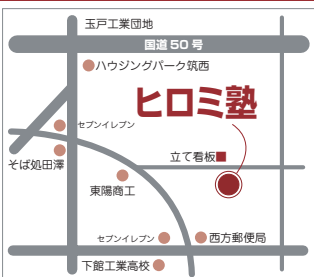 玉戸工業団地
国道50号
ハウジングパーク筑西
ヒロミ塾
セブンイレブン
そば処田澤
立て看板
東陽商工
セブンイレブン
西方郵便局
下館工業高校